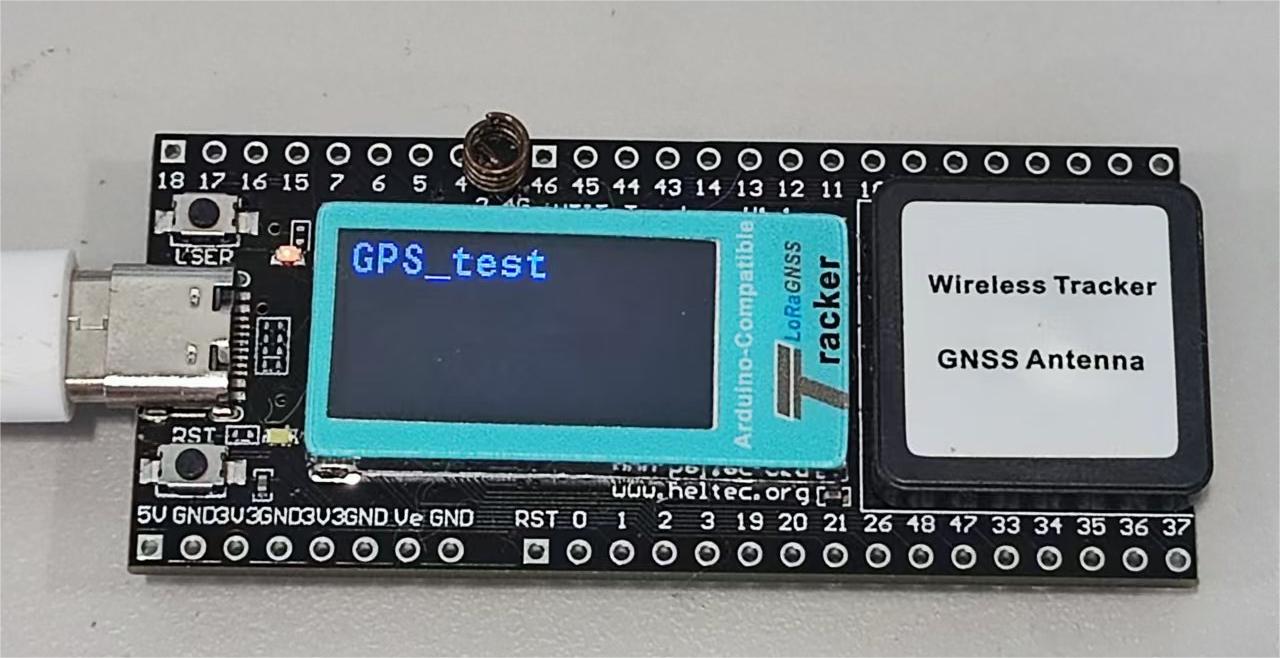 18 17 16 15 7 6 5 4 46 45 44 43 14 13 12 11
USER
GPS_test
Arduino-Compatible
LoRaGNSS
Tracker
Wireless Tracker
GNSS Antenna
RST
www.heltec.org
5V GND 3V3 GND 3V3 GND Ve GND RST 0 1 2 3 19 20 21 26 48 47 33 34 35 36 37